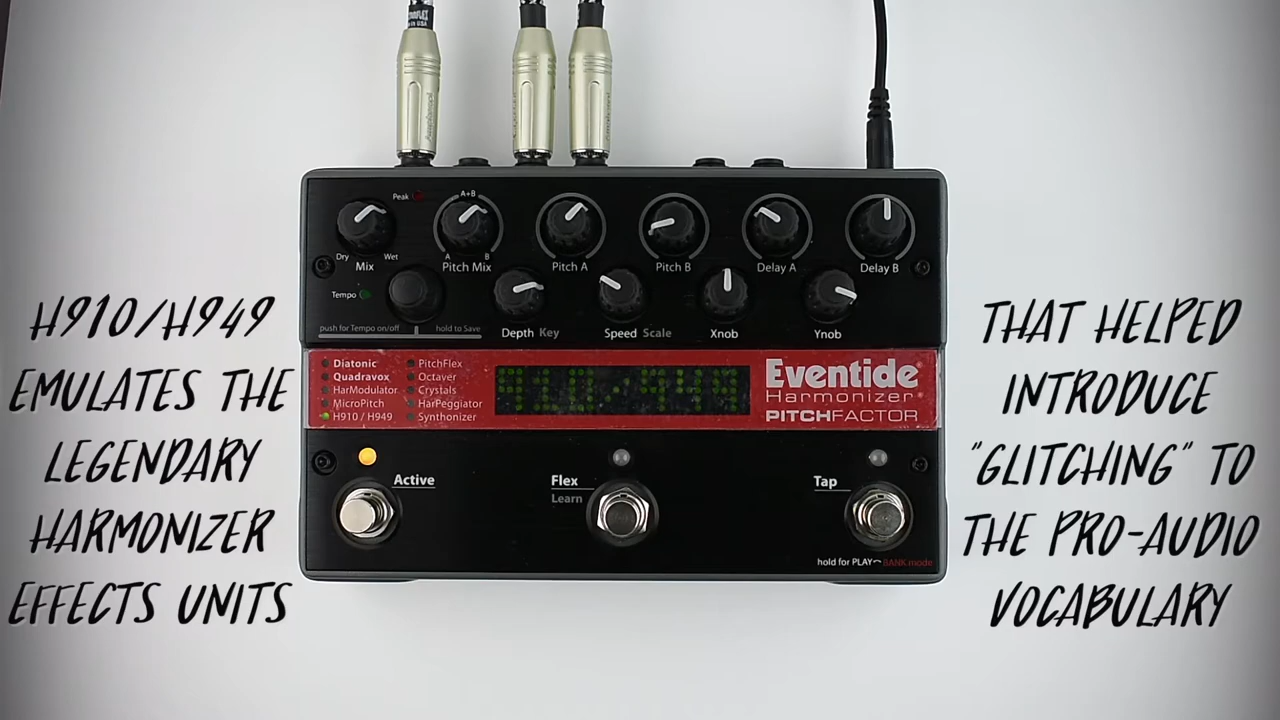 H910/H949
EMULATES THE
LEGENDARY
HARMONIZER
EFFECTS UNITS
THAT HELPED
INTRODUCE
"GLITCHING" TO
THE PRO-AUDIO
VOCABULARY
Peak
A+B
Dry
Wet
A
B
Mix
Pitch Mix
Pitch A
Pitch B
Delay A
Delay B
Tempo
push for Tempo on/off
hold to Save
Depth Key
Speed Scale
Xnob
Ynob
Diatonic
Quadravox
HarModulator
MicroPitch
H910 / H949
PitchFlex
Octaver
Crystals
HarPeggiator
Synthonizer
910/949
Eventide
Harmonizer
PITCHFACTOR
Active
Flex
Learn
Tap
hold for PLAY BANK mode